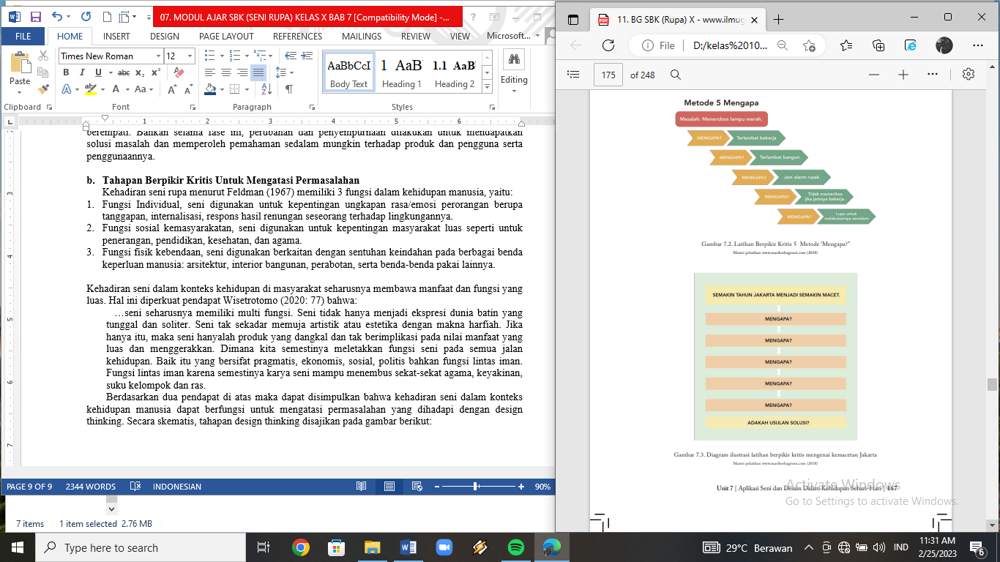 07. MODUL AJAR SBK (SENI RUPA) KELAS X BAB 7 [Compatibility Mode] -...
FILE HOME INSERT DESIGN PAGE LAYOUT REFERENCES MAILINGS REVIEW VIEW Microsoft...
Times New Roman 12
Paste
B I U abc x₂ x²
A ab A Aa A A
AaBbCcI 1 AaB 1.1 AaB
Body Text Heading 1 Heading 2
Editing
Clipboard Font Paragraph Styles
L 1 2 3 4 5 6
berempati. Bahkan selama fase ini, perubahan dan penyempurnaan dilakukan untuk mendapatkan
solusi masalah dan memperoleh pemahaman sedalam mungkin terhadap produk dan pengguna serta
penggunaannya.
b. Tahapan Berpikir Kritis Untuk Mengatasi Permasalahan
Kehadiran seni rupa menurut Feldman (1967) memiliki 3 fungsi dalam kehidupan manusia, yaitu:
1. Fungsi Individual, seni digunakan untuk kepentingan ungkapan rasa/emosi perorangan berupa
tanggapan, internalisasi, respons hasil renungan seseorang terhadap lingkungannya.
2. Fungsi sosial kemasyarakatan, seni digunakan untuk kepentingan masyarakat luas seperti untuk
penerangan, pendidikan, kesehatan, dan agama.
3. Fungsi fisik kebendaan, seni digunakan berkaitan dengan sentuhan keindahan pada berbagai benda
keperluan manusia: arsitektur, interior bangunan, perabotan, serta benda-benda pakai lainnya.
Kehadiran seni dalam konteks kehidupan di masyarakat seharusnya membawa manfaat dan fungsi yang
luas. Hal ini diperkuat pendapat Wisetrotomo (2020: 77) bahwa:
…seni seharusnya memiliki multi fungsi. Seni tidak hanya menjadi ekspresi dunia batin yang
tunggal dan soliter. Seni tak sekadar memuja artistik atau estetika dengan makna harfiah. Jika
hanya itu, maka seni hanyalah produk yang dangkal dan tak berimplikasi pada nilai manfaat yang
luas dan menggerakkan. Dimana kita semestinya meletakkan fungsi seni pada semua jalan
kehidupan. Baik itu yang bersifat pragmatis, ekonomis, sosial, politis bahkan fungsi lintas iman.
Fungsi lintas iman karena semestinya karya seni mampu menembus sekat-sekat agama, keyakinan,
suku kelompok dan ras.
Berdasarkan dua pendapat di atas maka dapat disimpulkan bahwa kehadiran seni dalam konteks
kehidupan manusia dapat berfungsi untuk mengatasi permasalahan yang dihadapi dengan design
thinking. Secara skematis, tahapan design thinking disajikan pada gambar berikut:
3
4
5
6
7
PAGE 9 OF 9 2344 WORDS INDONESIAN 90%
7 items 1 item selected 2.76 MB
11. BG SBK (Rupa) X - www.ilmug
File D:/kelas%2010...
175 of 248
Metode 5 Mengapa
Masalah: Menerobos lampu merah.
MENGAPA? Terlambat bekerja
MENGAPA? Terlambat bangun.
MENGAPA? Jam alarm rusak.
MENGAPA? Tidak memeriksa
jika jamnya bekerja.
MENGAPA? Lupa untuk
melakukannya semalam.
Gambar 7.2. Latihan Berpikir Kritis 5 Metode ‘Mengapa?”
Materi pelatihan www.mariberbagiseni.com (2018)
SEMAKIN TAHUN JAKARTA MENJADI SEMAKIN MACET.
MENGAPA?
MENGAPA?
MENGAPA?
MENGAPA?
MENGAPA?
ADAKAH USULAN SOLUSI?
Gambar 7.3. Diagram ilustrasi latihan berpikir kritis mengenai kemacetan Jakarta
Materi pelatihan www.mariberbagiseni.com (2018)
Unit 7 | Aplikasi Seni dan Desain Dalam Kehidupan Sehari-Hari | 167
Activate Windows
Go to Settings to activate Windows.
Type here to search
29°C Berawan IND
11:31 AM
2/25/2023
6